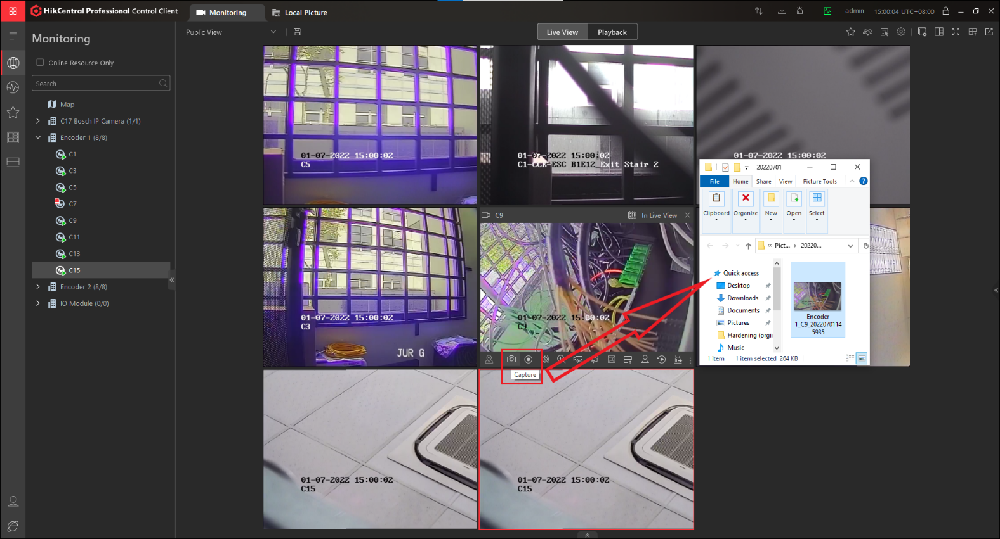 HikCentral Professional Control Client
Monitoring
Local Picture
admin
15:00:04 UTC+08:00
Monitoring
Public View
Live View
Playback
Online Resource Only
Search
Map
C17 Bosch IP Camera (1/1)
Encoder 1 (8/8)
C1
C3
C5
C7
C9
C11
C13
C15
Encoder 2 (8/8)
IO Module (0/0)
01-07-2022 15:00:02
C5
01-07-2022 15:00:02
C1-CCK-ESC B1E12_Exit Stair 2
01-07-2022 15:00:02
01-07-2022 15:00:02
C3
JUR G
C9
In Live View
01-07-2022 15:00:02
C9
Capture
01-07-2022 15:00:02
C15
01-07-2022 15:00:02
C15
20220701
File
Home
Share
View
Picture Tools
Clipboard
Organize
New
Open
Select
« Pict... › 20220...
Quick access
Desktop
Downloads
Documents
Pictures
Hardening (orgir
Music
Encoder
1_C9_2022070114
5935
1 item
1 item selected 264 KB